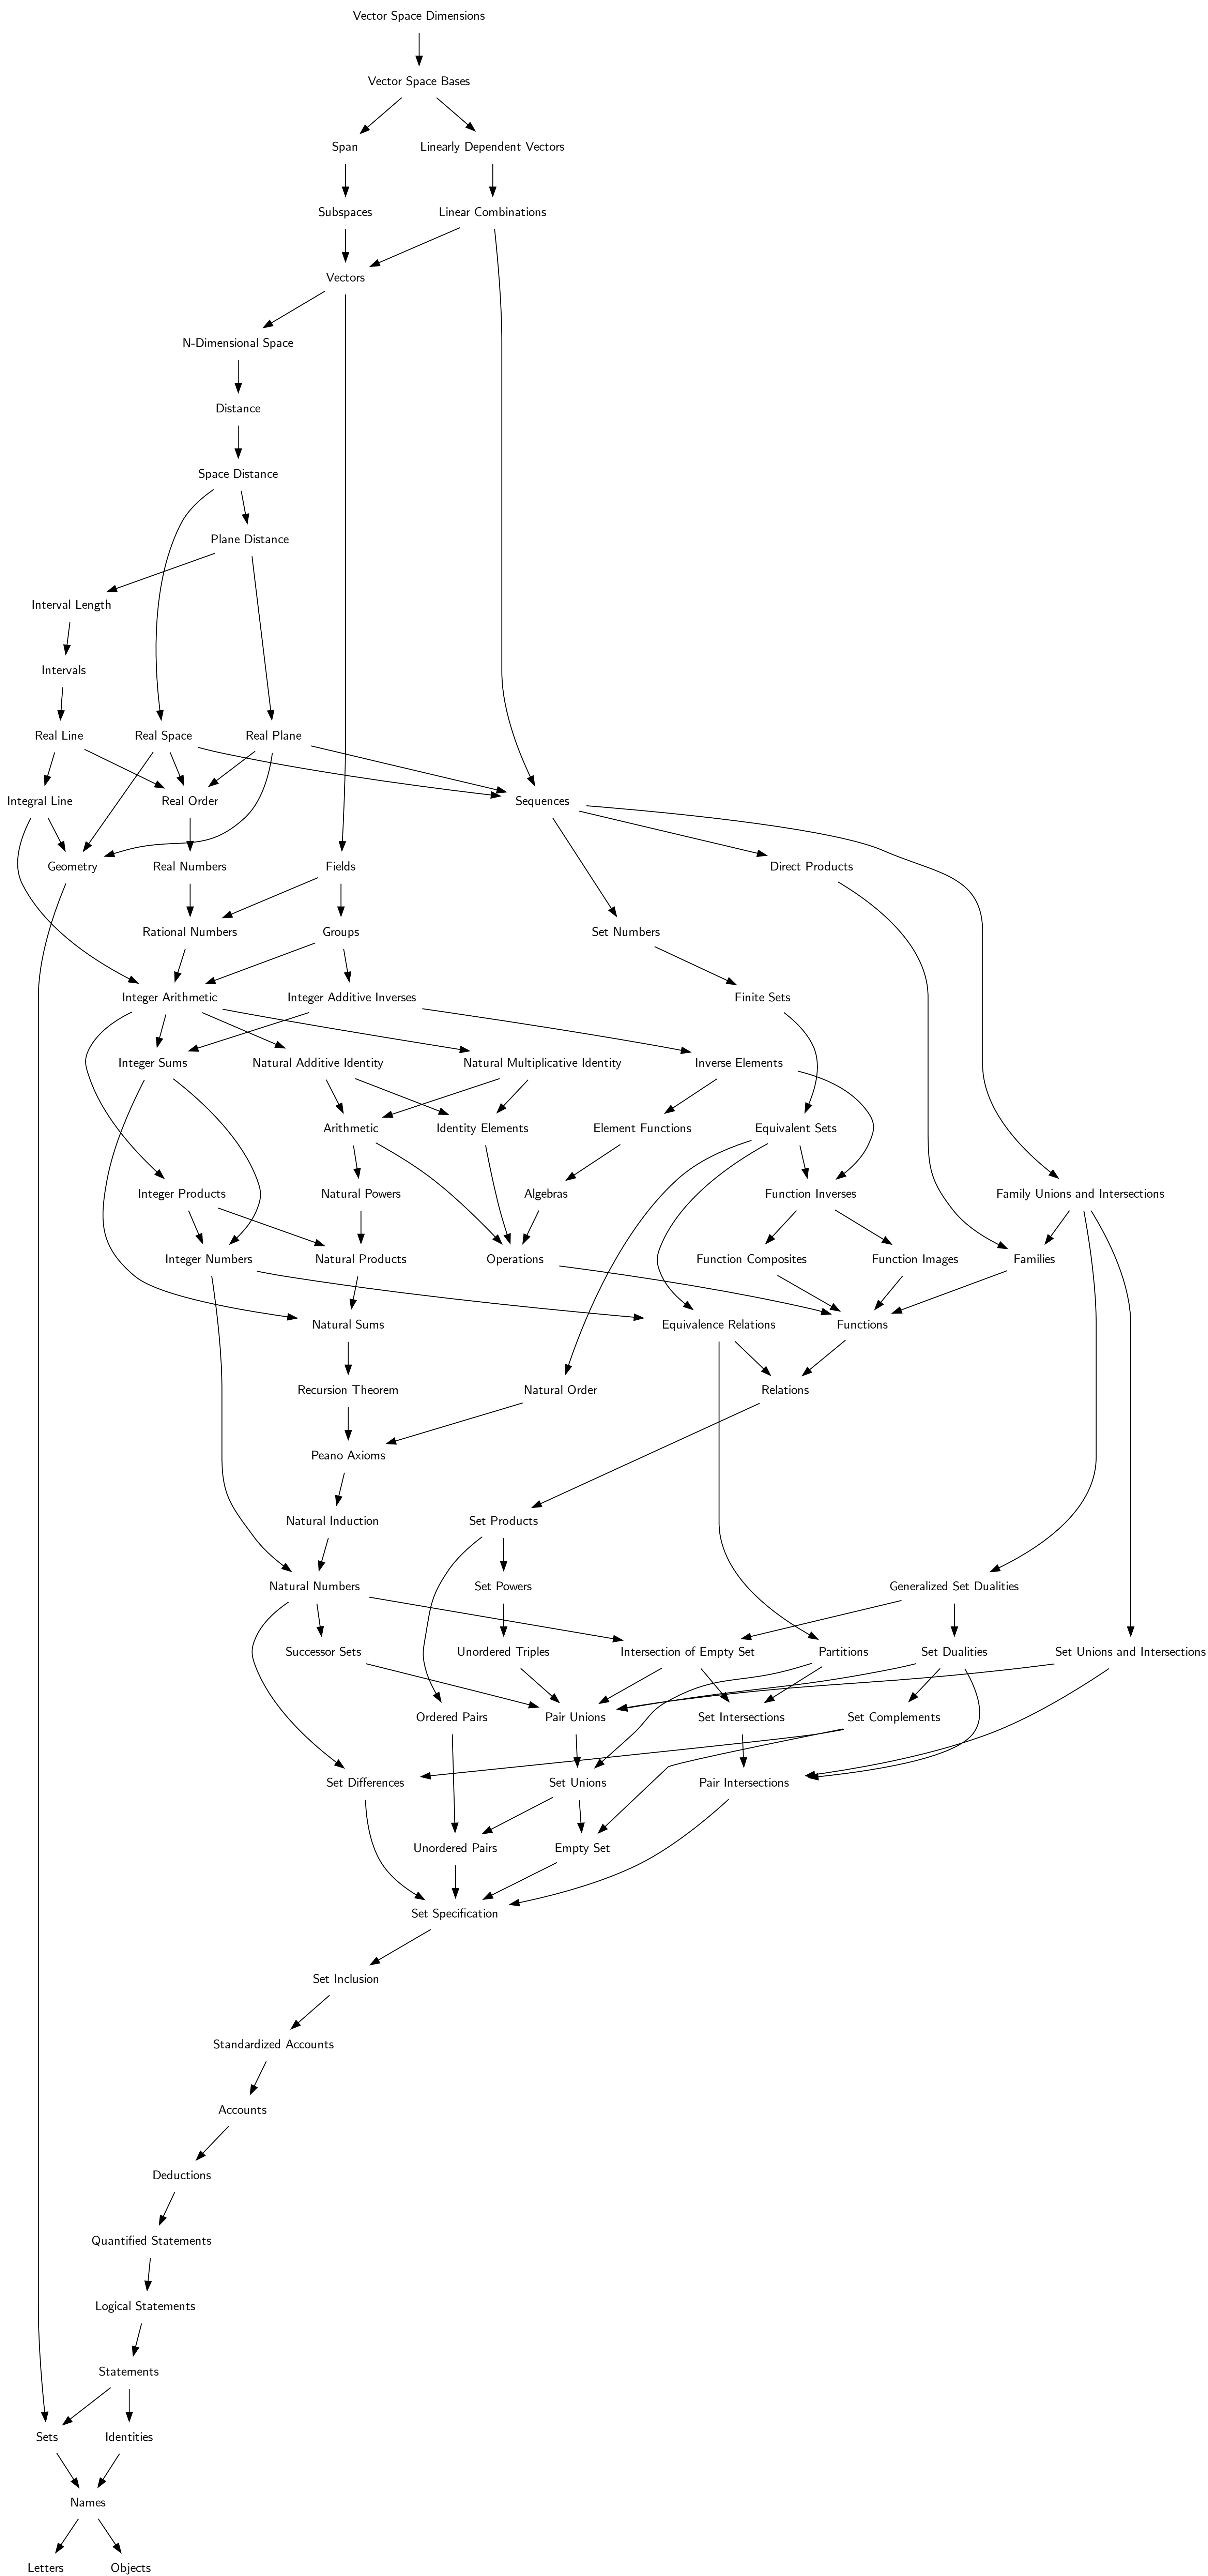 Vector Space Dimensions
Vector Space Bases
Span
Linearly Dependent Vectors
Subspaces
Linear Combinations
Vectors
N-Dimensional Space
Distance
Space Distance
Plane Distance
Interval Length
Intervals
Real Line
Real Space
Real Plane
Integral Line
Real Order
Sequences
Geometry
Real Numbers
Fields
Direct Products
Rational Numbers
Groups
Set Numbers
Integer Arithmetic
Integer Additive Inverses
Finite Sets
Integer Sums
Natural Additive Identity
Natural Multiplicative Identity
Inverse Elements
Arithmetic
Identity Elements
Element Functions
Equivalent Sets
Integer Products
Natural Powers
Algebras
Function Inverses
Family Unions and Intersections
Integer Numbers
Natural Products
Operations
Function Composites
Function Images
Families
Natural Sums
Equivalence Relations
Functions
Recursion Theorem
Natural Order
Relations
Peano Axioms
Natural Induction
Set Products
Natural Numbers
Set Powers
Generalized Set Dualities
Successor Sets
Unordered Triples
Intersection of Empty Set
Partitions
Set Dualities
Set Unions and Intersections
Ordered Pairs
Pair Unions
Set Intersections
Set Complements
Set Differences
Set Unions
Pair Intersections
Unordered Pairs
Empty Set
Set Specification
Set Inclusion
Standardized Accounts
Accounts
Deductions
Quantified Statements
Logical Statements
Statements
Sets
Identities
Names
Letters
Objects